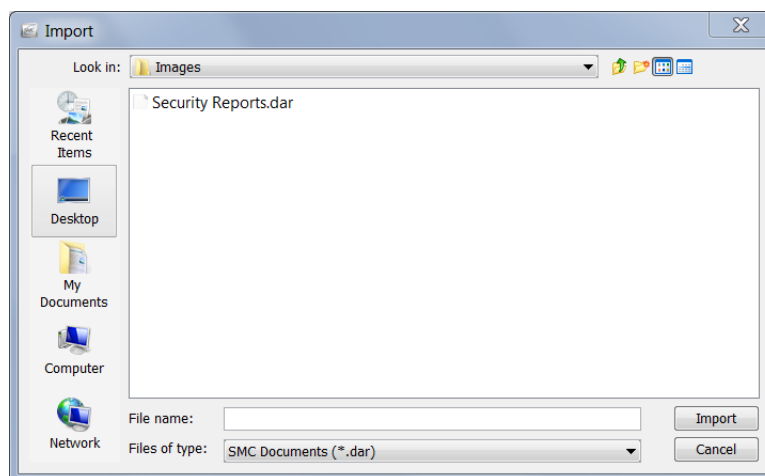 Import
Look in: Images
Security Reports.dar
Recent
Items
Desktop
My
Documents
Computer
Network
File name: Import
Files of type: SMC Documents (*.dar) Cancel